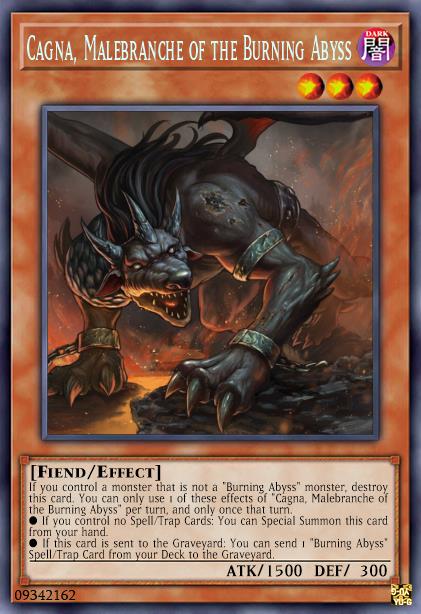 Cagna, Malebranche of the Burning Abyss
DARK
闇
[Fiend/Effect]
If you control a monster that is not a "Burning Abyss" monster, destroy
this card. You can only use 1 of these effects of "Cagna, Malebranche of
the Burning Abyss" per turn, and only once that turn.
● If you control no Spell/Trap Cards: You can Special Summon this card
from your hand.
● If this card is sent to the Graveyard: You can send 1 "Burning Abyss"
Spell/Trap Card from your Deck to the Graveyard.
ATK/1500 DEF/ 300
09342162